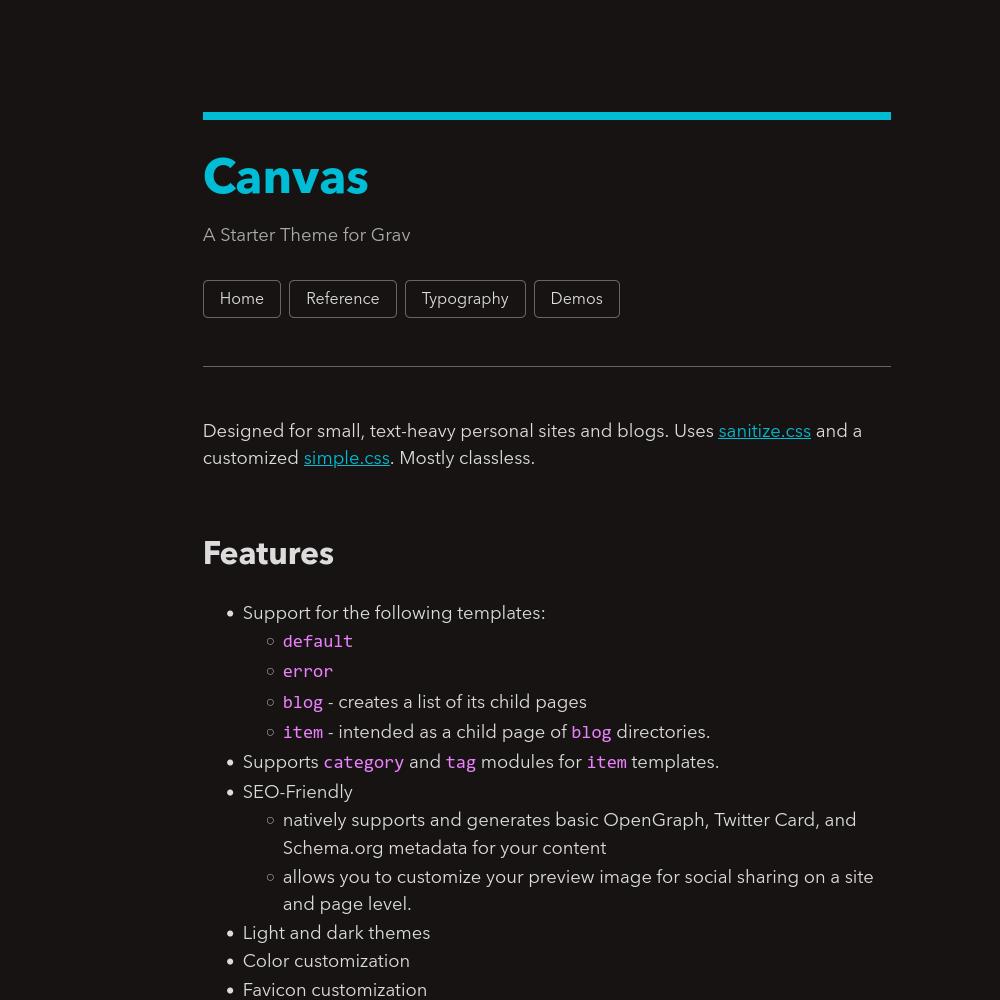 Canvas
A Starter Theme for Grav
Home Reference Typography Demos
Designed for small, text-heavy personal sites and blogs. Uses sanitize.css and a
customized simple.css. Mostly classless.
Features
• Support for the following templates:
○ default
○ error
○ blog - creates a list of its child pages
○ item - intended as a child page of blog directories.
• Supports category and tag modules for item templates.
• SEO-Friendly
○ natively supports and generates basic OpenGraph, Twitter Card, and
Schema.org metadata for your content
○ allows you to customize your preview image for social sharing on a site
and page level.
• Light and dark themes
• Color customization
• Favicon customization